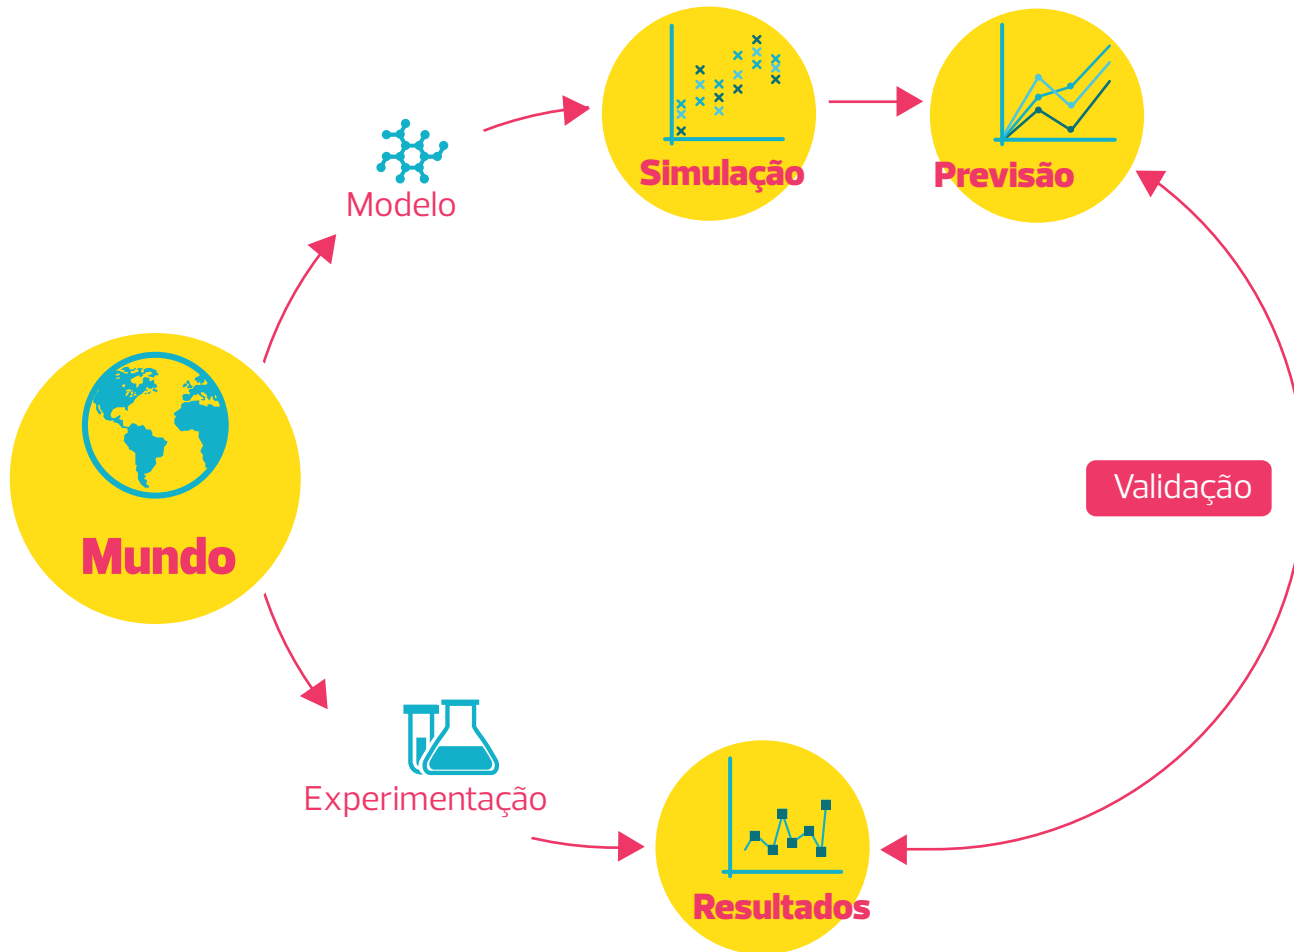 Simulação
Previsão
Modelo
Mundo
Validação
Experimentação
Resultados